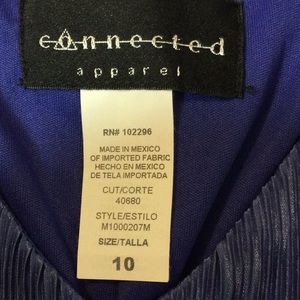 connected
apparel
RN# 102296
MADE IN MEXICO
OF IMPORTED FABRIC
HECHO EN MEXICO
DE TELA IMPORTADA
CUT/CORTE
40680
STYLE/ESTILO
M1000207M
SIZE/TALLA
10